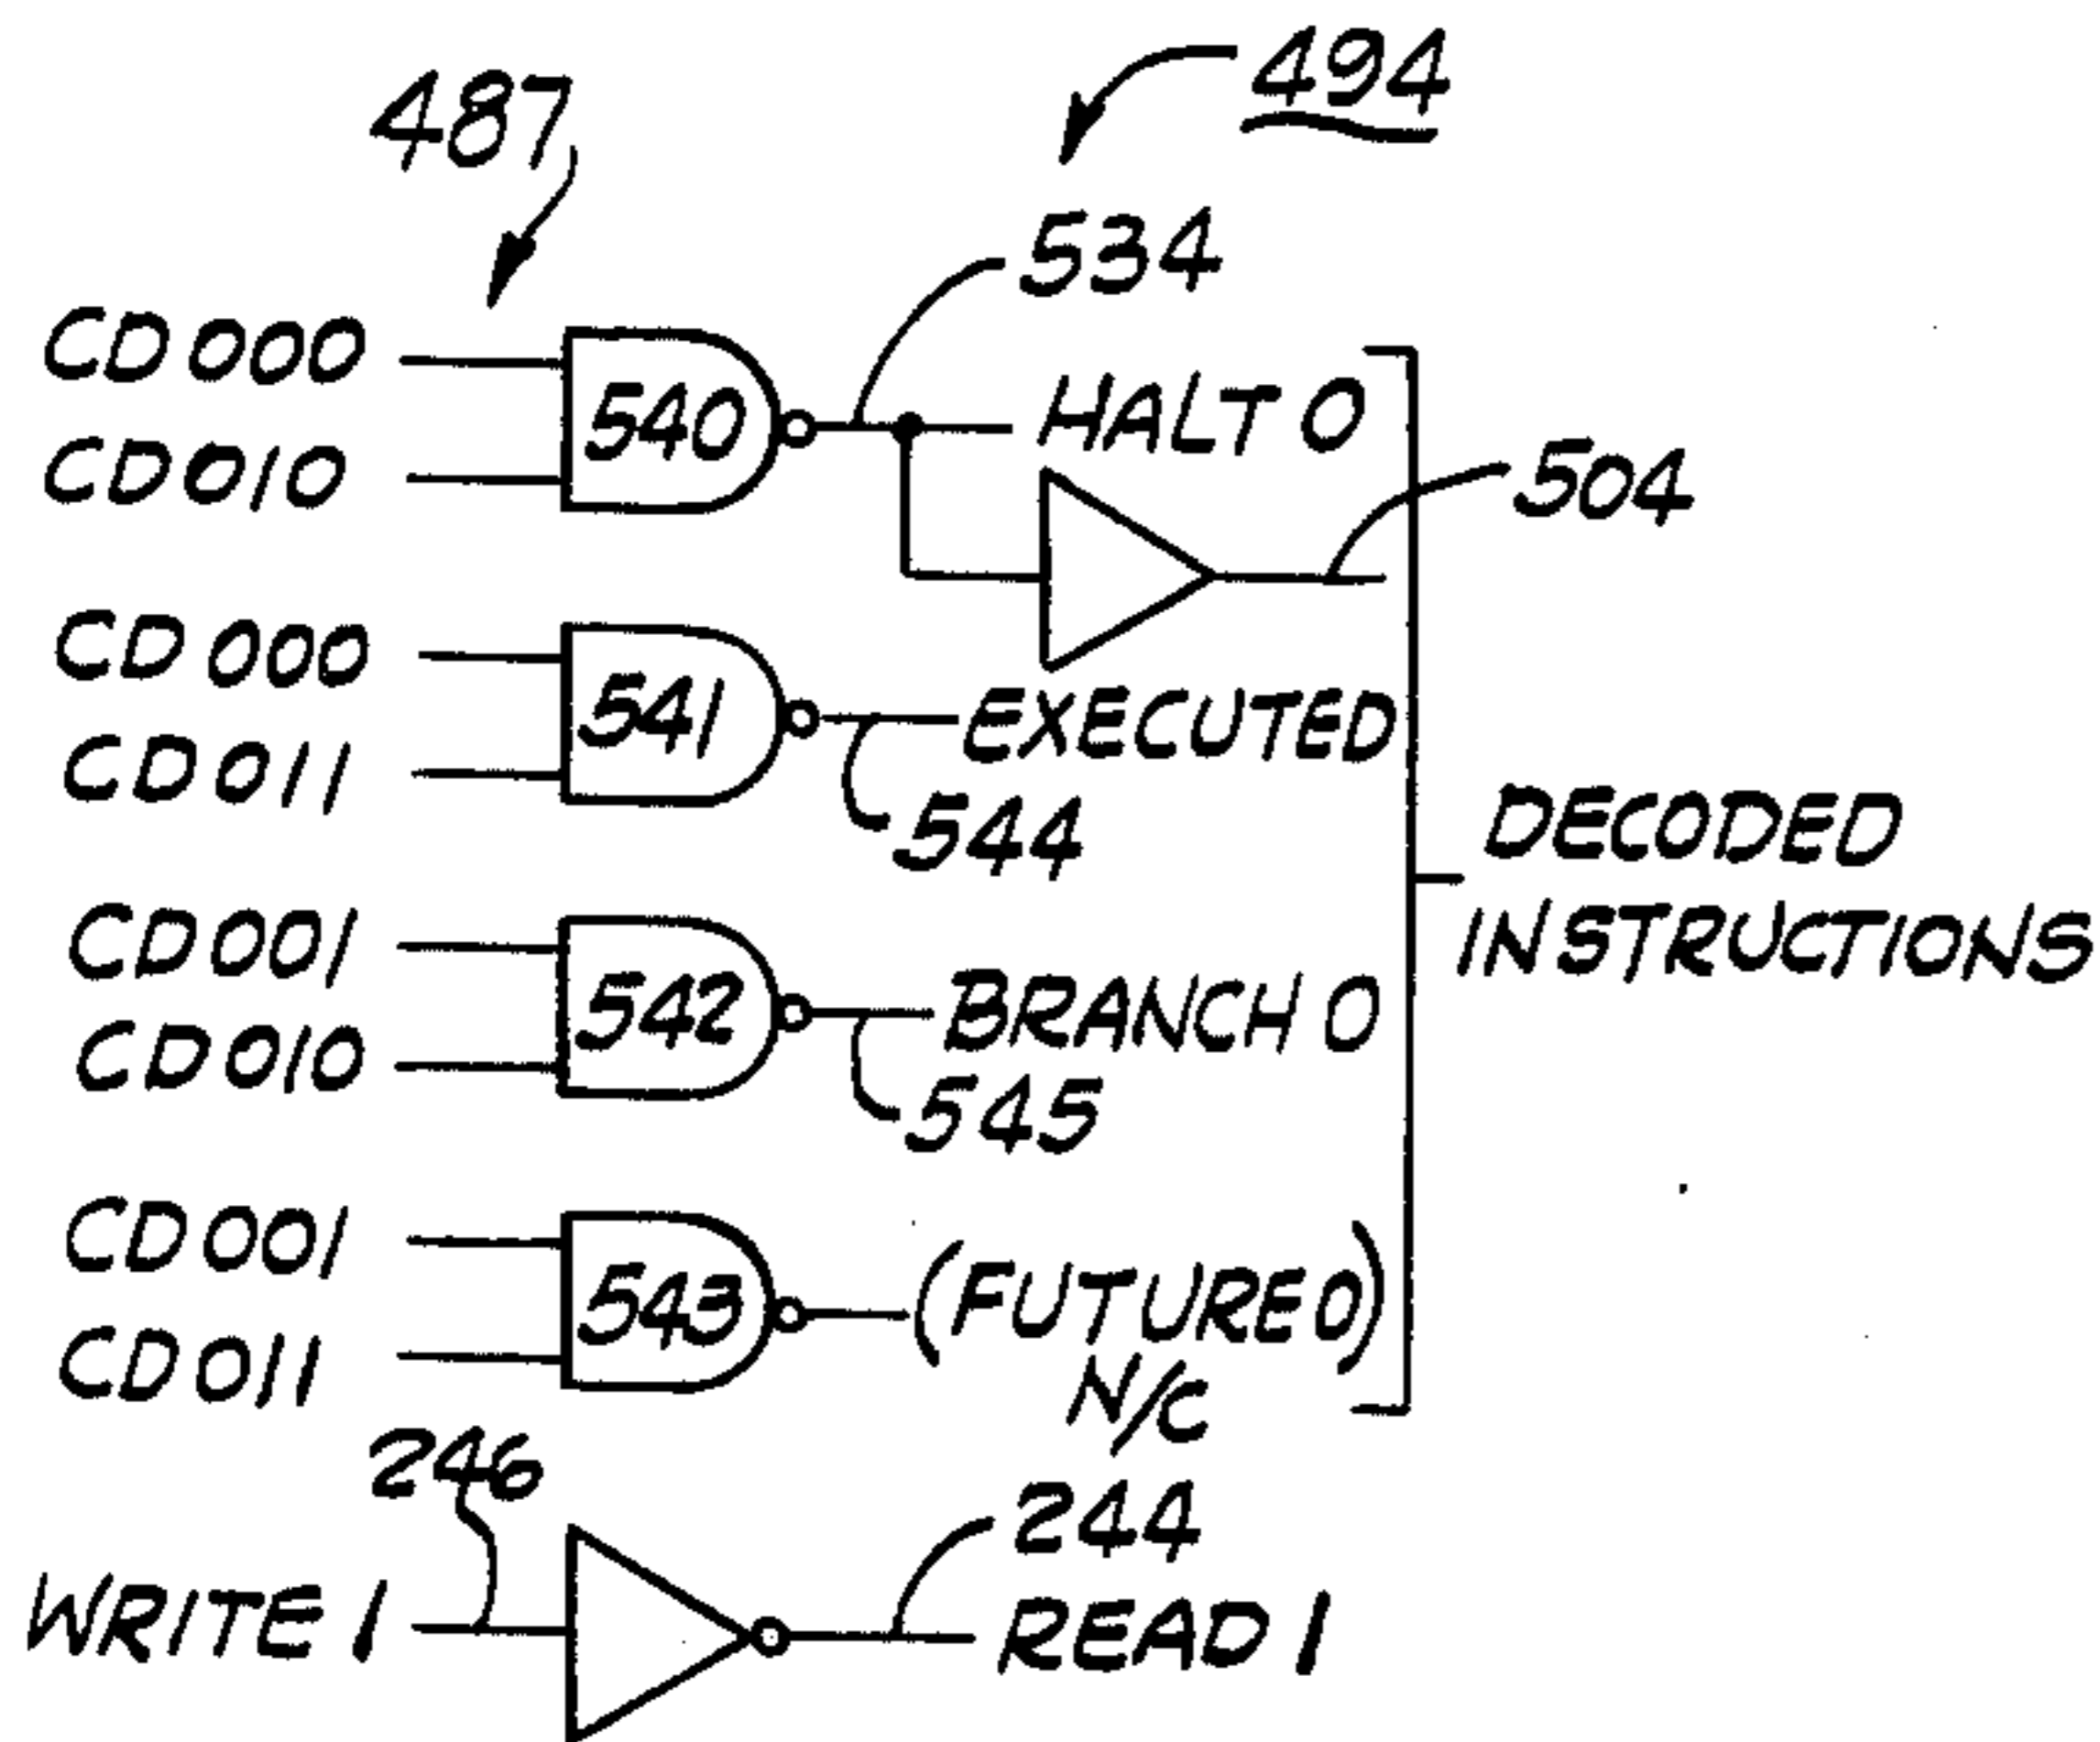 494
487
534
CD000
540
HALT 0
CD010
504
CD000
541
EXECUTED
CD011
544
DECODED
INSTRUCTIONS
CD001
542
BRANCH 0
CD010
545
CD001
543
(FUTURE 0)
CD011
N/C
246
244
WRITE 1
READ 1